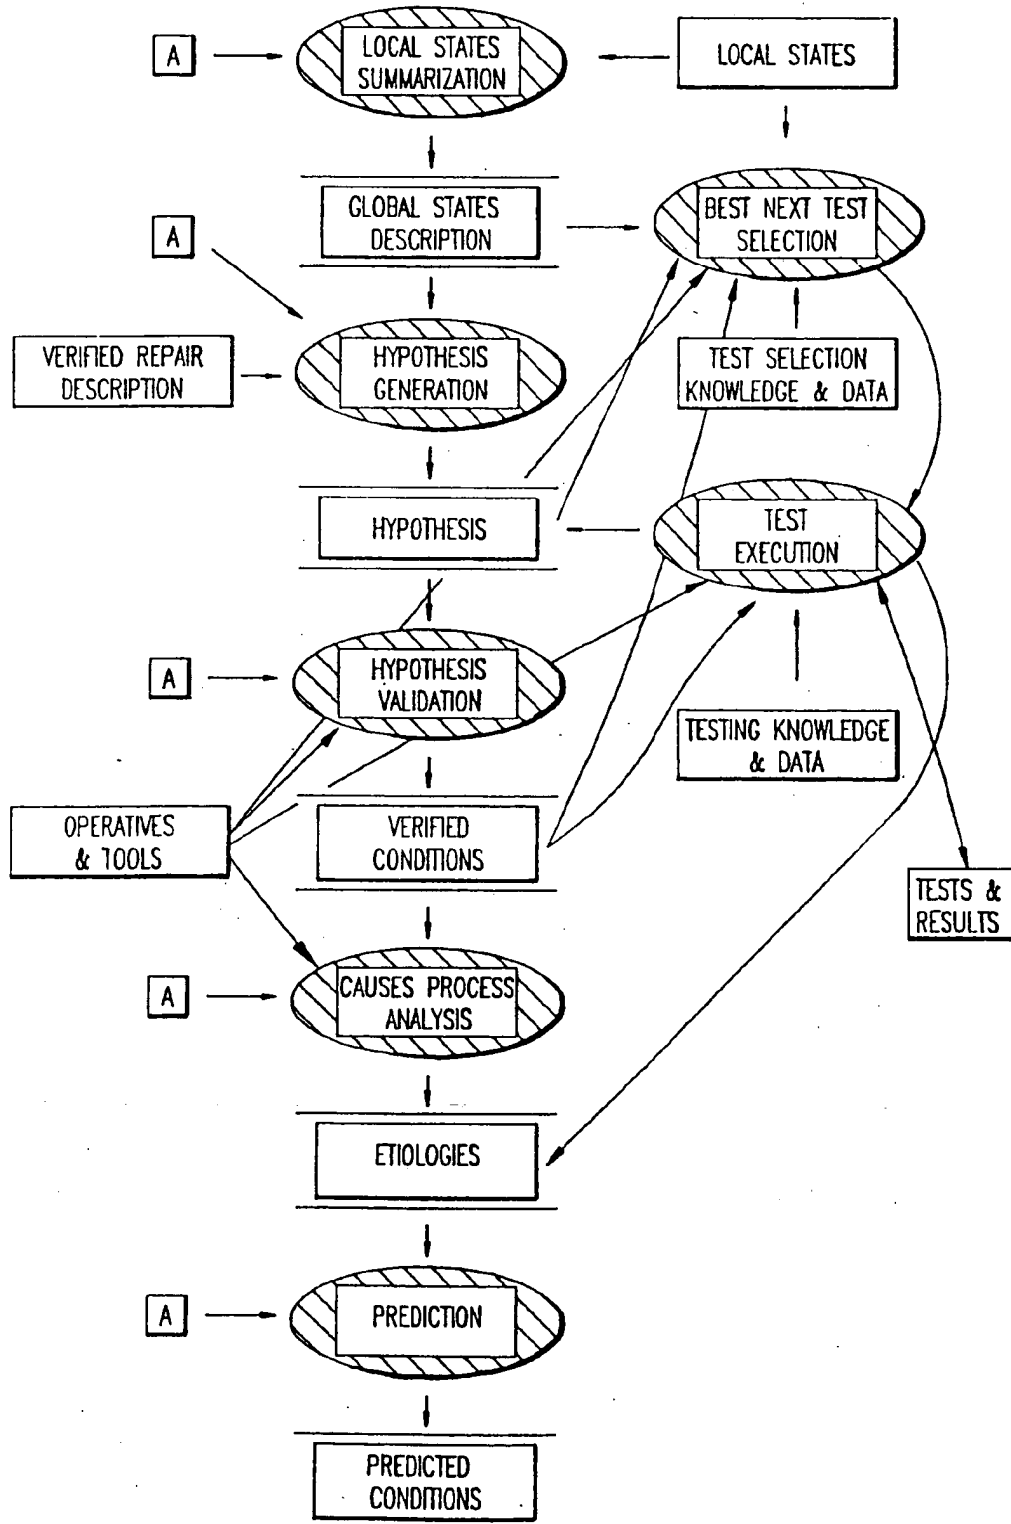 A
LOCAL STATES
SUMMARIZATION
LOCAL STATES
A
GLOBAL STATES
DESCRIPTION
BEST NEXT TEST
SELECTION
VERIFIED REPAIR
DESCRIPTION
HYPOTHESIS
GENERATION
TEST SELECTION
KNOWLEDGE & DATA
HYPOTHESIS
TEST
EXECUTION
A
HYPOTHESIS
VALIDATION
TESTING KNOWLEDGE
& DATA
OPERATIVES
& TOOLS
VERIFIED
CONDITIONS
TESTS &
RESULTS
A
CAUSES PROCESS
ANALYSIS
ETIOLOGIES
A
PREDICTION
PREDICTED
CONDITIONS